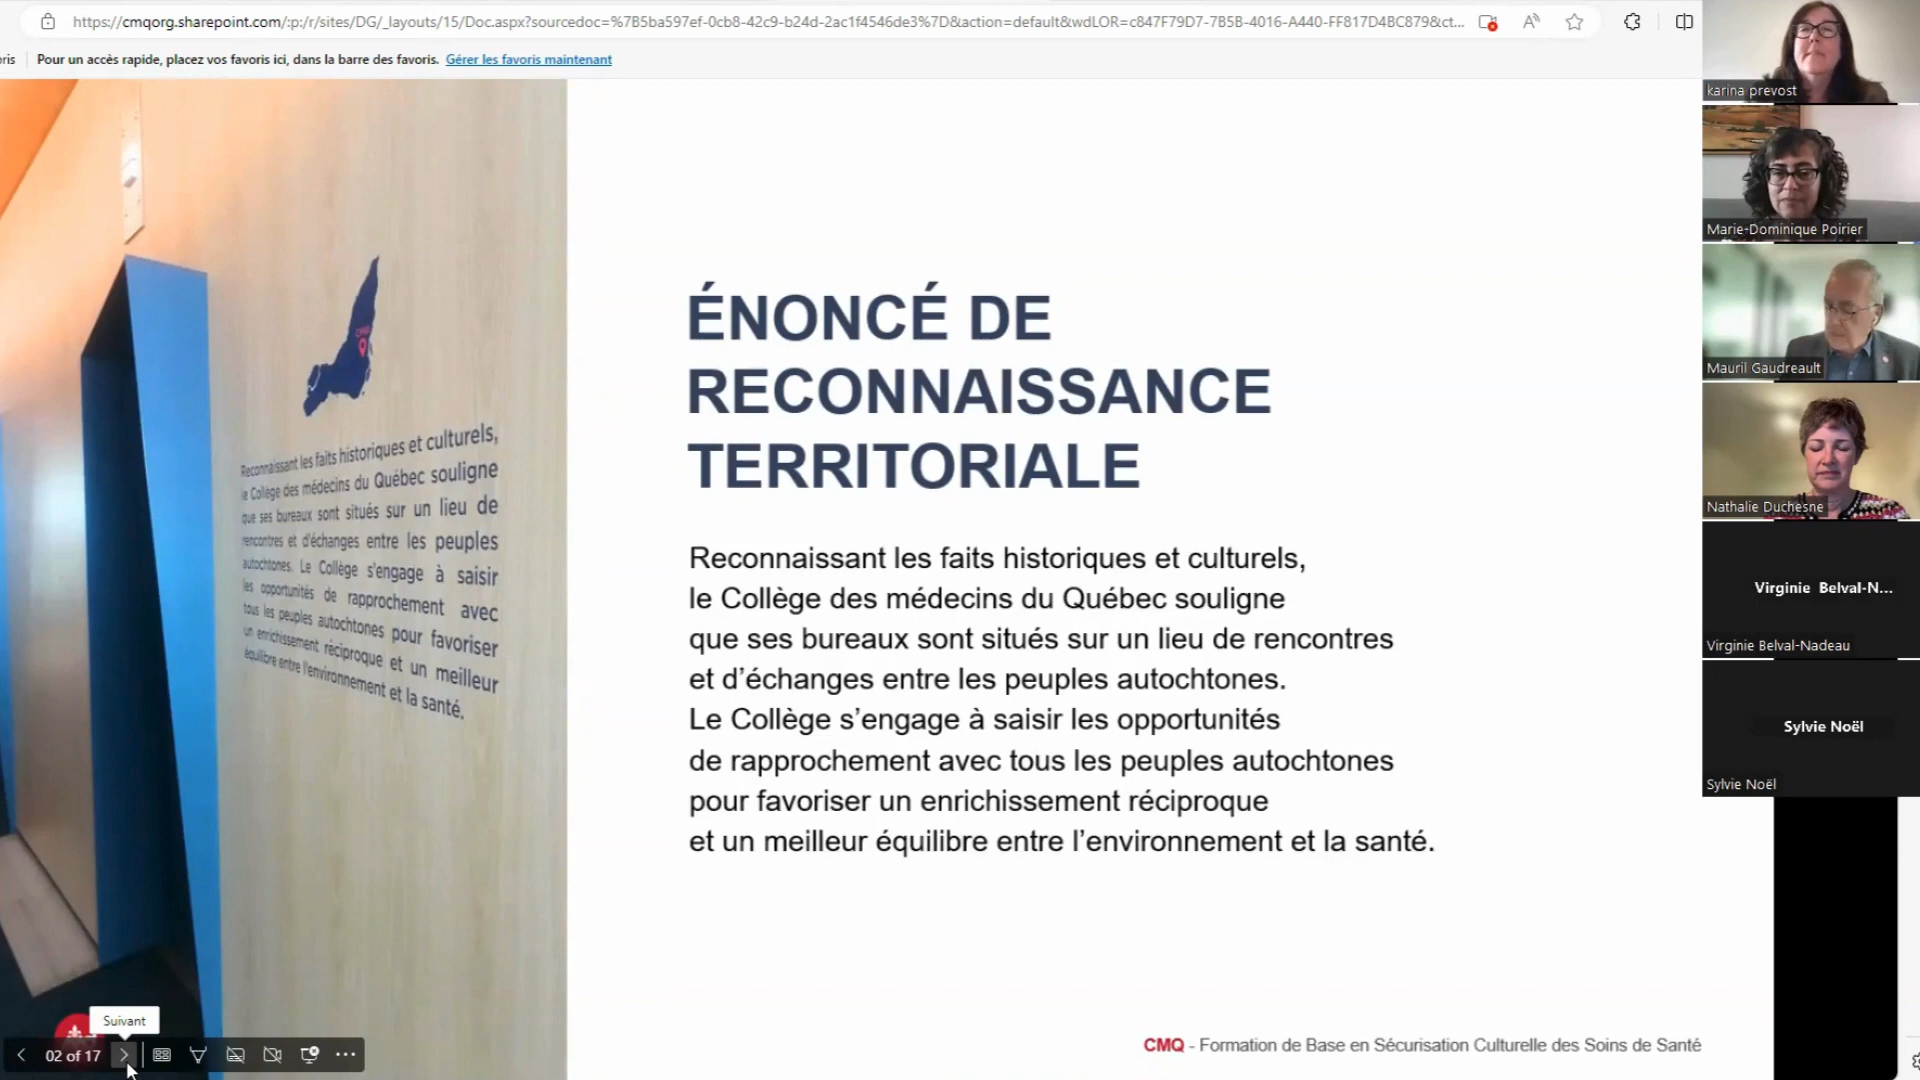 https://cmqorg.sharepoint.com/:p:/r/sites/DG/_layouts/15/Doc.aspx?sourcedoc=%7B5ba597ef-0cb8-42c9-b24d-2ac1f4546de3%7D&action=default&wdLOR=c847F79D7-7B5B-4016-A440-FF817D4BC879&ct...
oris
Pour un accès rapide, placez vos favoris ici, dans la barre des favoris. Gérer les favoris maintenant
CMQ
Reconnaissant les faits historiques et culturels,
le Collège des médecins du Québec souligne
que ses bureaux sont situés sur un lieu de
rencontres et d'échanges entre les peuples
autochtones. Le Collège s'engage à saisir
les opportunités de rapprochement avec
tous les peuples autochtones pour favoriser
un enrichissement réciproque et un meilleur
équilibre entre l'environnement et la santé.
ÉNONCÉ DE
RECONNAISSANCE
TERRITORIALE
Reconnaissant les faits historiques et culturels,
le Collège des médecins du Québec souligne
que ses bureaux sont situés sur un lieu de rencontres
et d'échanges entre les peuples autochtones.
Le Collège s'engage à saisir les opportunités
de rapprochement avec tous les peuples autochtones
pour favoriser un enrichissement réciproque
et un meilleur équilibre entre l'environnement et la santé.
CMQ - Formation de Base en Sécurisation Culturelle des Soins de Santé
Suivant
02 of 17
karina prevost
Marie-Dominique Poirier
Mauril Gaudreault
Nathalie Duchesne
Virginie Belval-N...
Virginie Belval-Nadeau
Sylvie Noël
Sylvie Noël